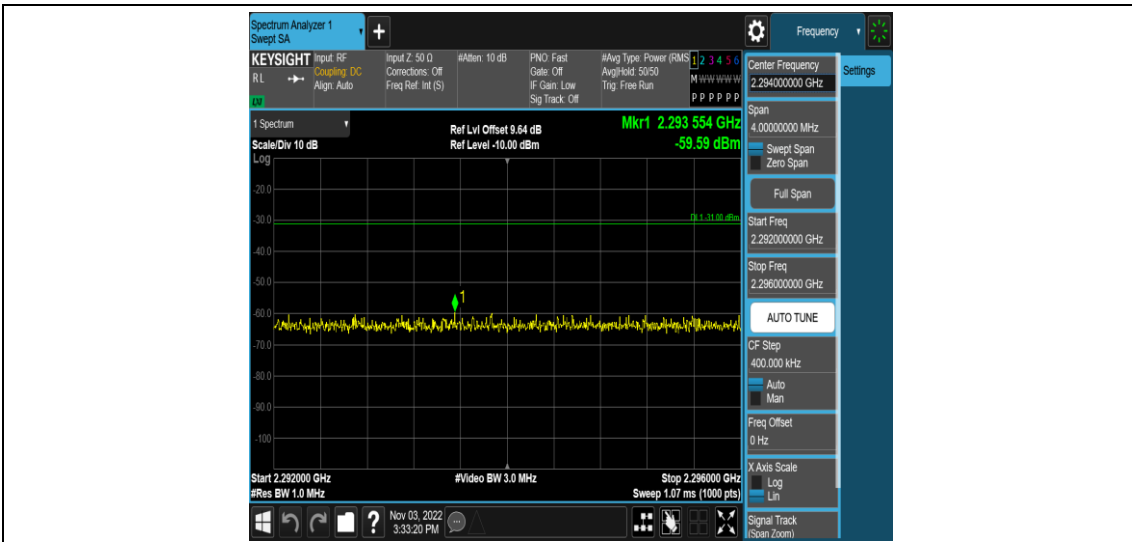 Spectrum Analyzer 1
Swept SA
+
Frequency
KEYSIGHT
RL
LXI
Input: RF
Coupling: DC
Align: Auto
Input Z: 50 Ω
Corrections: Off
Freq Ref: Int (S)
#Atten: 10 dB
PNO: Fast
Gate: Off
IF Gain: Low
Sig Track: Off
#Avg Type: Power (RMS
Avg|Hold: 50/50
Trig: Free Run
1 2 3 4 5 6
M W W W W W
P P P P P P
1 Spectrum
Scale/Div 10 dB
Ref Lvl Offset 9.64 dB
Ref Level -10.00 dBm
Mkr1 2.293 554 GHz
-59.59 dBm
Log
-20.0
-30.0
DL1 -31.00 dBm
-40.0
-50.0
1
-60.0
-70.0
-80.0
-90.0
-100
Start 2.292000 GHz
#Res BW 1.0 MHz
#Video BW 3.0 MHz
Stop 2.296000 GHz
Sweep 1.07 ms (1000 pts)
?
Nov 03, 2022
3:33:20 PM
Center Frequency
2.294000000 GHz
Settings
Span
4.00000000 MHz
Swept Span
Zero Span
Full Span
Start Freq
2.292000000 GHz
Stop Freq
2.296000000 GHz
AUTO TUNE
CF Step
400.000 kHz
Auto
Man
Freq Offset
0 Hz
X Axis Scale
Log
Lin
Signal Track
(Span Zoom)